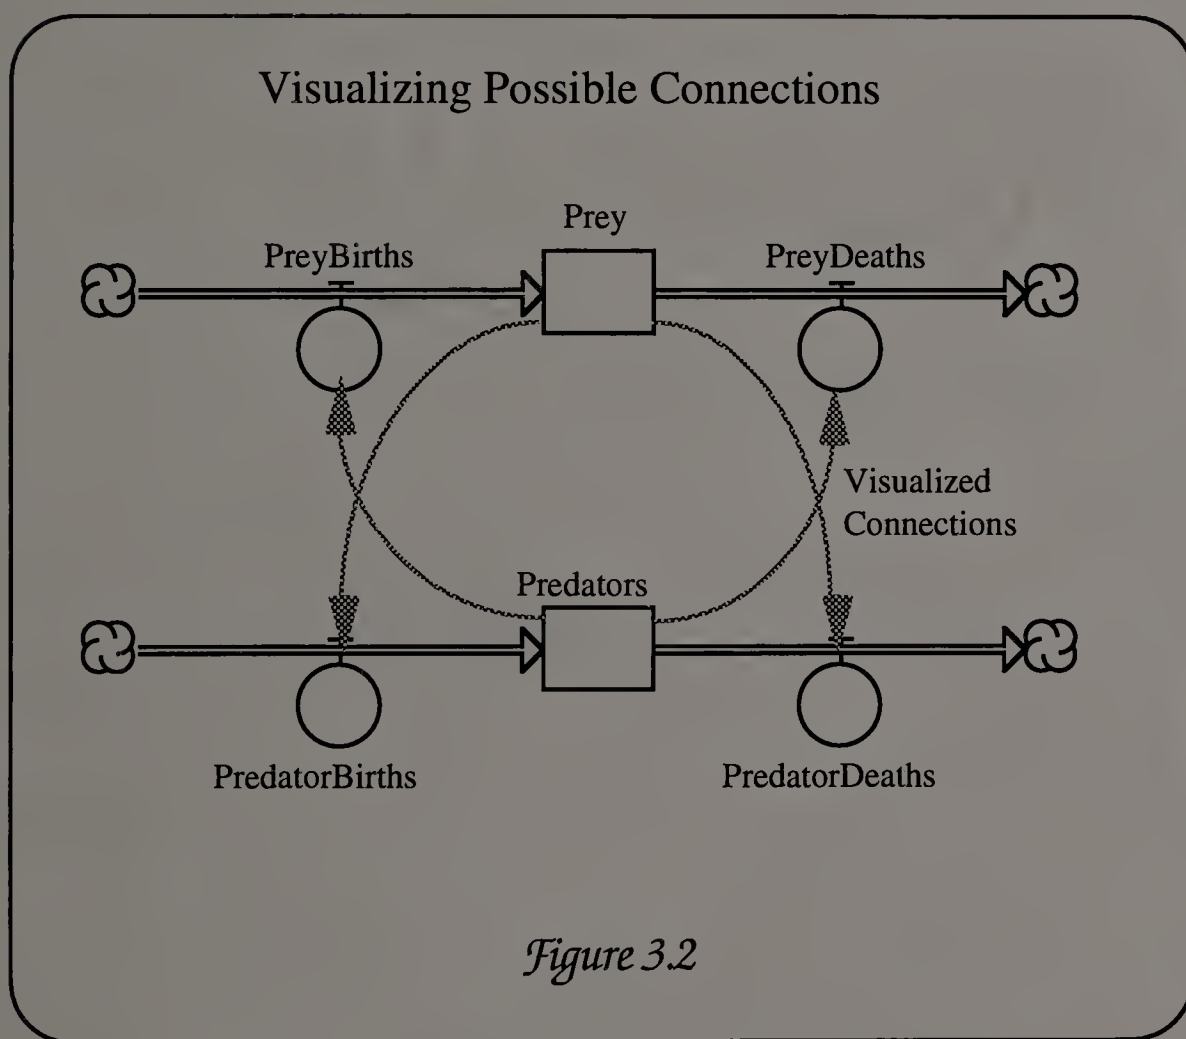 Visualizing Possible Connections
Prey
PreyBirths
PreyDeaths
Visualized
Connections
Predators
PredatorBirths
PredatorDeaths
Figure 3.2